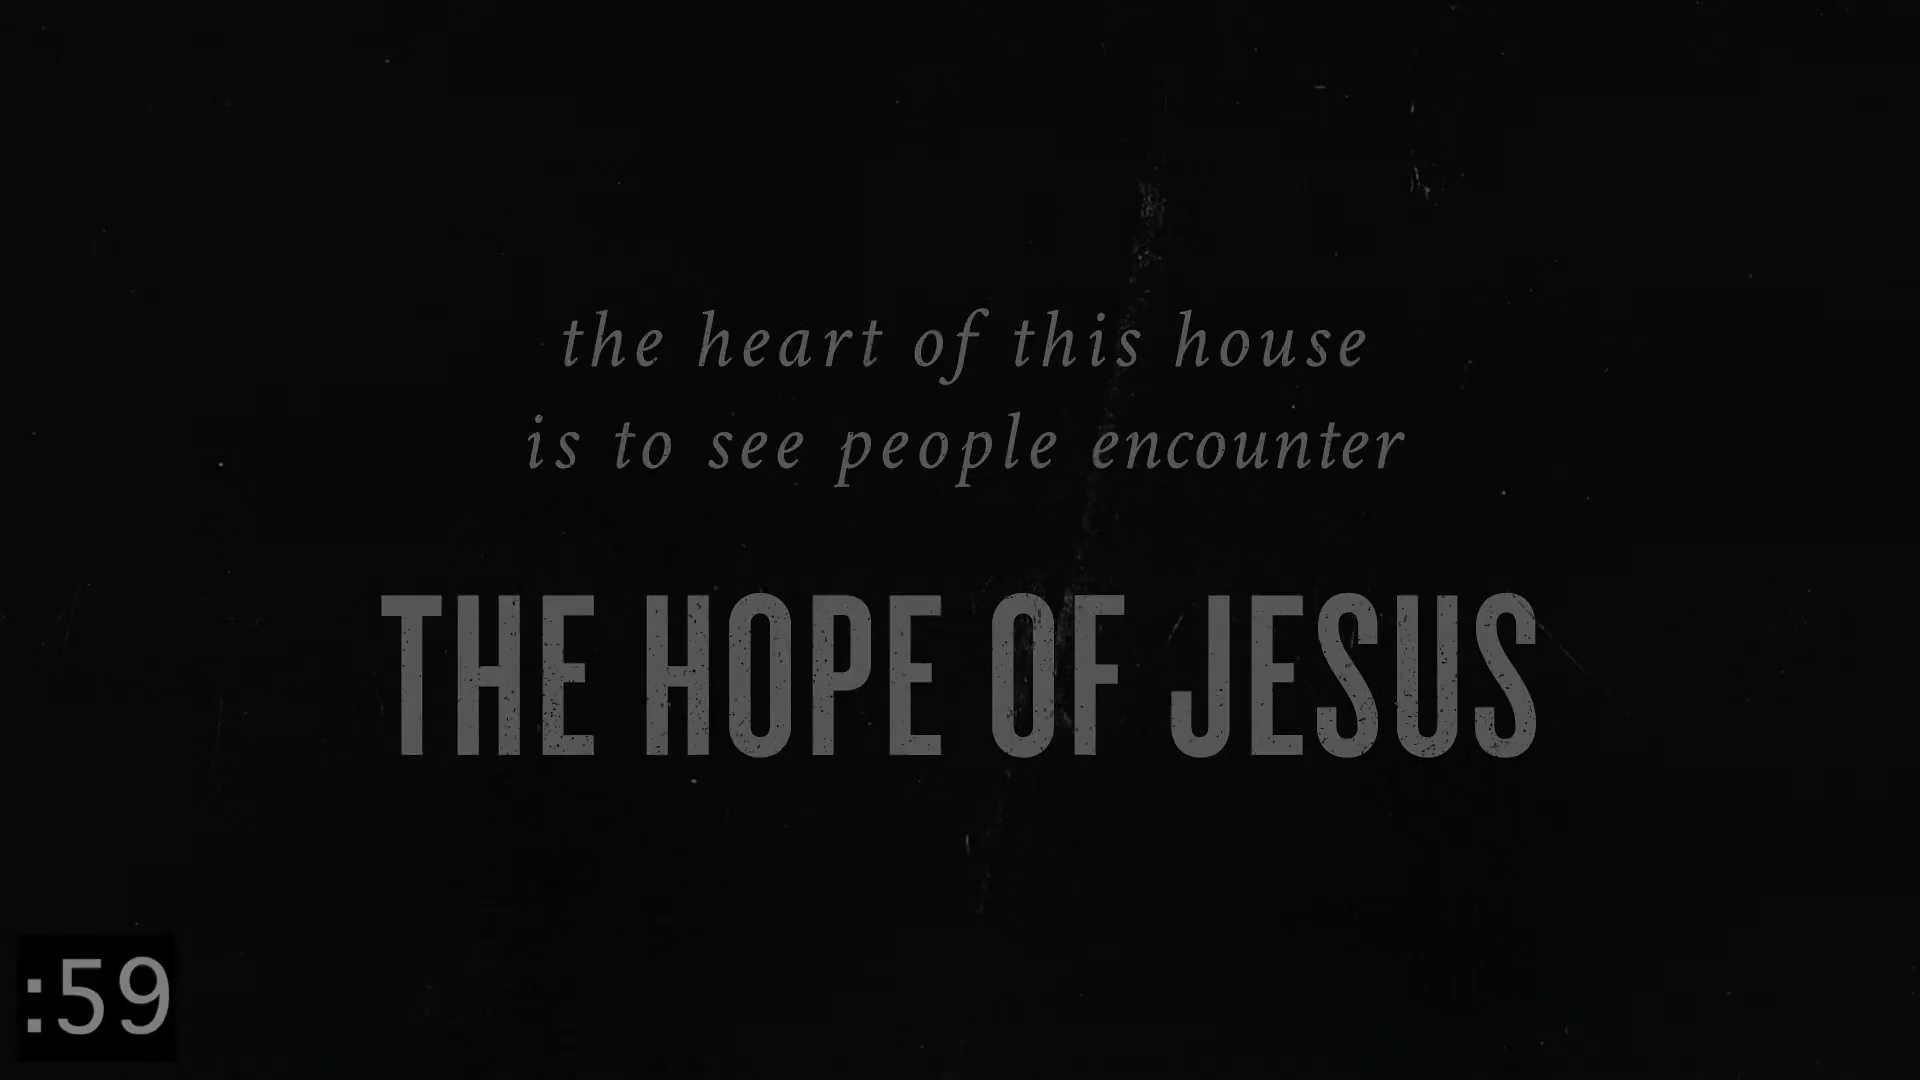 the heart of this house
is to see people encounter
THE HOPE OF JESUS
:59